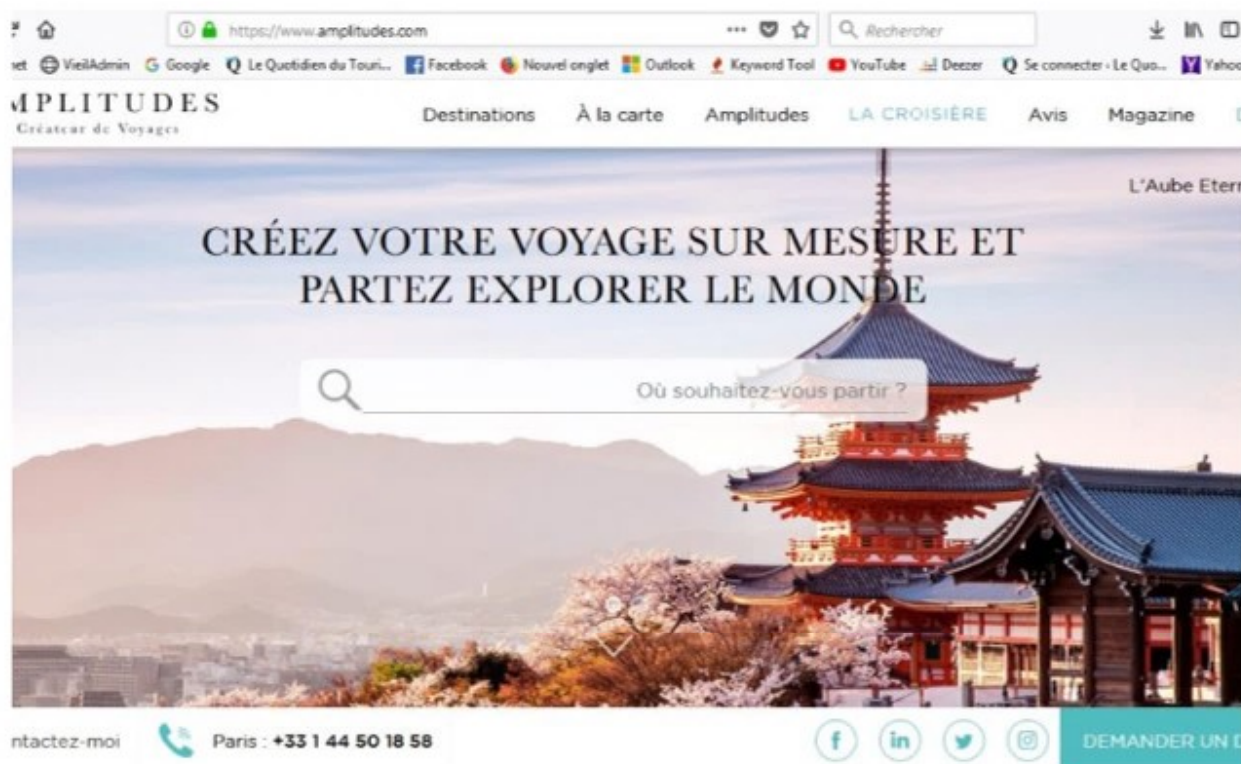 https://www.amplitudes.com
Rechercher
VieilAdmin Google Le Quotidien du Touri... Facebook Nouvel onglet Outlook Keyword Tool YouTube Deezer Se connecter - Le Quo... Yahoo
MPLITUDES
Créateur de Voyages
Destinations À la carte Amplitudes LA CROISIÈRE Avis Magazine
L'Aube Eter
CRÉEZ VOTRE VOYAGE SUR MESURE ET
PARTEZ EXPLORER LE MONDE
Où souhaitez-vous partir ?
ntactez-moi Paris : +33 1 44 50 18 58 f in DEMANDER UN D